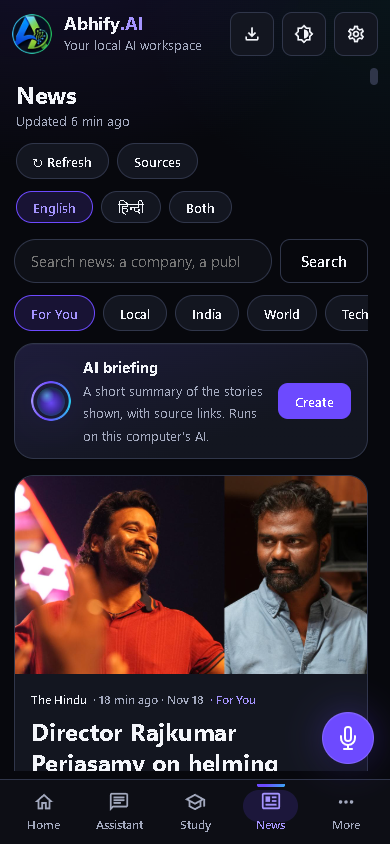 Abhify.AI
Your local AI workspace
News
Updated 6 min ago
↻ Refresh
Sources
English
हिन्दी
Both
Search news: a company, a publ
Search
For You
Local
India
World
Tech
AI briefing
A short summary of the stories
shown, with source links. Runs
on this computer's AI.
Create
The Hindu · 18 min ago · Nov 18 · For You
Director Rajkumar
Periasamy on helming
Home
Assistant
Study
News
More